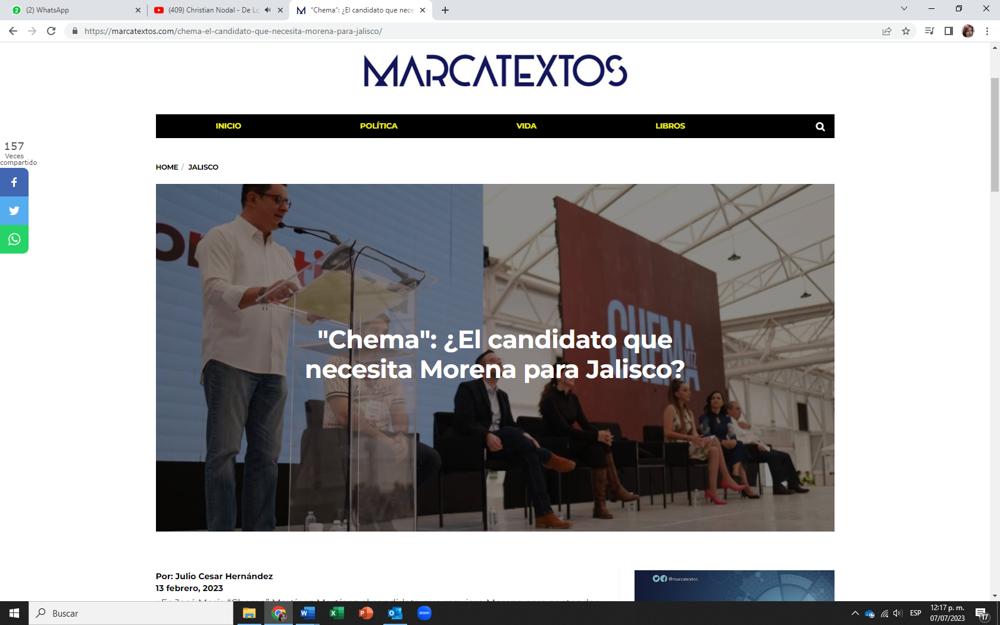 (2) WhatsApp
(409) Christian Nodal - De Lo
"Chema": ¿El candidato que nece
https://marcatextos.com/chema-el-candidato-que-necesita-morena-para-jalisco/
MARCATEXTOS
INICIO
POLÍTICA
VIDA
LIBROS
157
Veces
compartido
HOME / JALISCO
CHEMA
"Chema": ¿El candidato que
necesita Morena para Jalisco?
Por: Julio Cesar Hernández
13 febrero, 2023
@marcatextos
Buscar
zoom
ESP
12:17 p. m.
07/07/2023
17